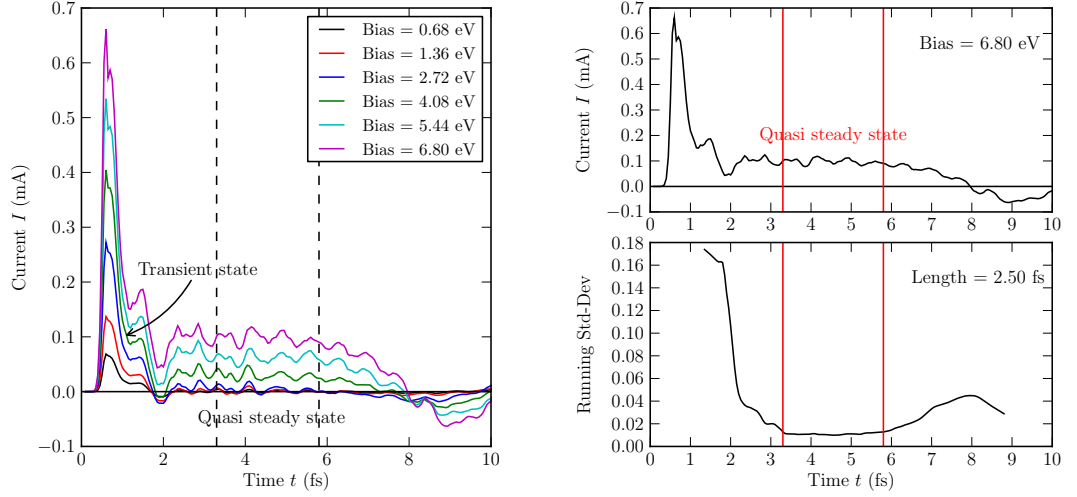 0.7
0.6
0.5
0.4
0.3
0.2
0.1
0.0
−0.1
Current I (mA)
Bias = 0.68 eV
Bias = 1.36 eV
Bias = 2.72 eV
Bias = 4.08 eV
Bias = 5.44 eV
Bias = 6.80 eV
Transient state
Quasi steady state
0 2 4 6 8 10
Time t (fs)
0.7
0.6
0.5
0.4
0.3
0.2
0.1
0.0
−0.1
Current I (mA)
Bias = 6.80 eV
Quasi steady state
0 1 2 3 4 5 6 7 8 9 10
0.18
0.16
0.14
0.12
0.10
0.08
0.06
0.04
0.02
0.00
Running Std-Dev
Length = 2.50 fs
0 1 2 3 4 5 6 7 8 9 10
Time t (fs)